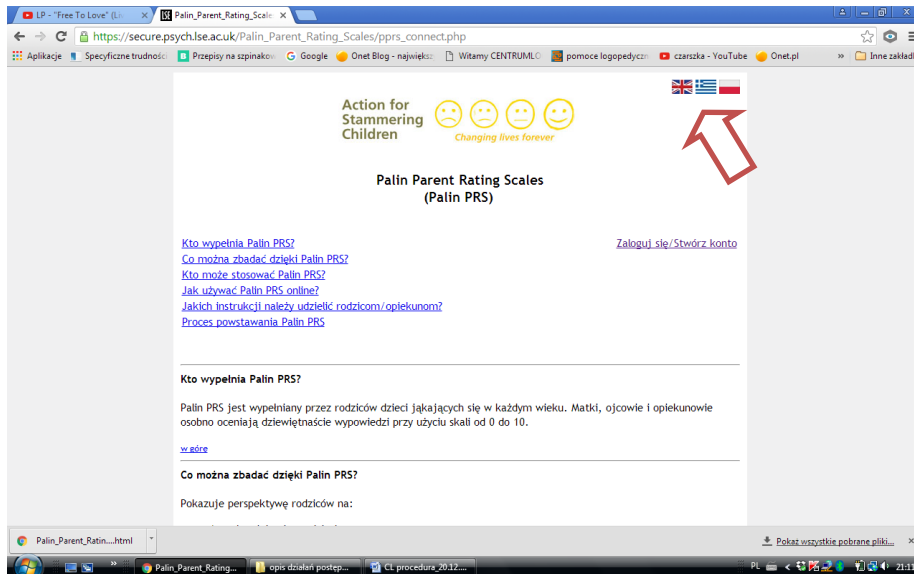 LP - "Free To Love" (Li
Palin_Parent_Rating_Scale
https://secure.psych.lse.ac.uk/Palin_Parent_Rating_Scales/pprs_connect.php
Aplikacje Specyficzne trudnośc Przepisy na szpinakow Google Onet Blog - najwięks: Witamy CENTRUMLO pomoce logopedyczn czarszka - YouTube Onet.pl » Inne zakładk
Action for
Stammering
Children
Changing lives forever
Palin Parent Rating Scales
(Palin PRS)
Kto wypełnia Palin PRS?
Zaloguj się/Stwórz konto
Co można zbadać dzięki Palin PRS?
Kto może stosować Palin PRS?
Jak używać Palin PRS online?
Jakich instrukcji należy udzielić rodzicom/opiekunom?
Proces powstawania Palin PRS
Kto wypełnia Palin PRS?
Palin PRS jest wypełniany przez rodziców dzieci jąkających się w każdym wieku. Matki, ojcowie i opiekunowie
osobno oceniają dziewiętnaście wypowiedzi przy użyciu skali od 0 do 10.
w górę
Co można zbadać dzięki Palin PRS?
Pokazuje perspektywę rodziców na:
Palin_Parent_Ratin....html
Pokaż wszystkie pobrane pliki...
Palin_Parent_Rating... opis działań postęp... CL procedura_20.12.... PL 21:11